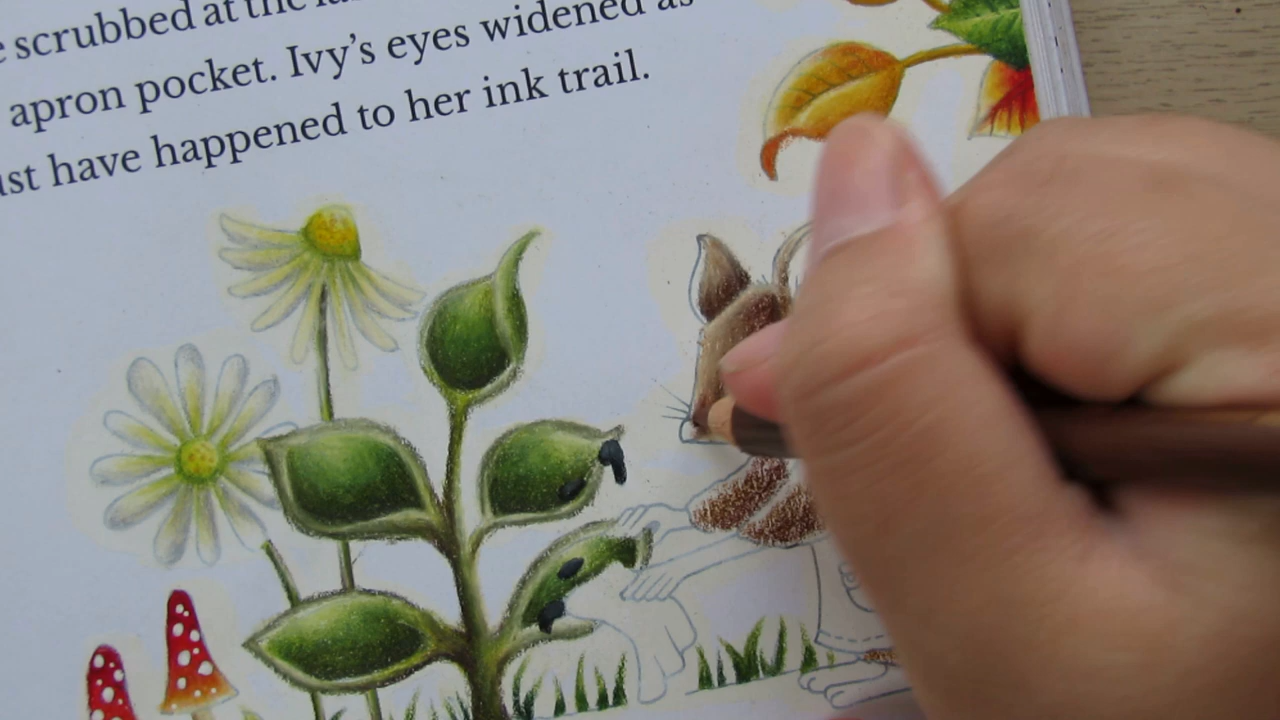 scrubbed at the
apron pocket. Ivy's eyes widened as
have happened to her ink trail.